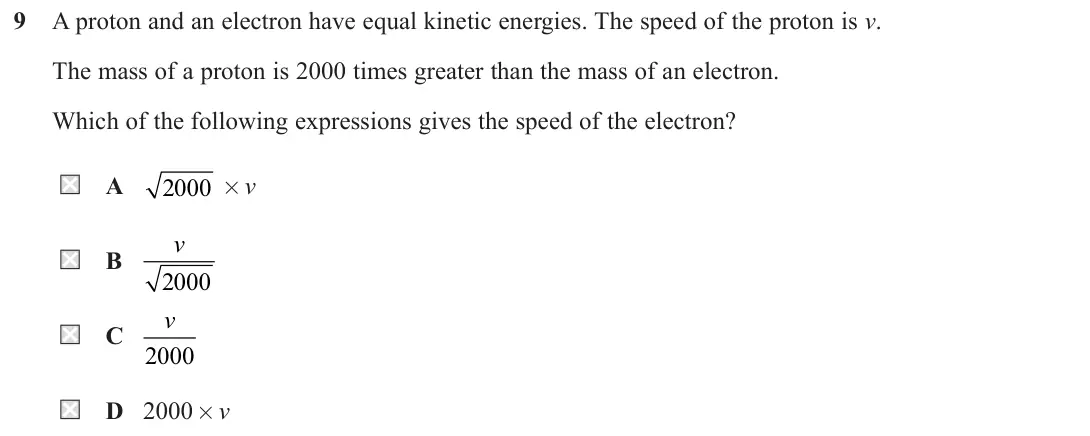 9 A proton and an electron have equal kinetic energies. The speed of the proton is v.
The mass of a proton is 2000 times greater than the mass of an electron.
Which of the following expressions gives the speed of the electron?
A √2000 × v
B v/√2000
C v/2000
D 2000 × v